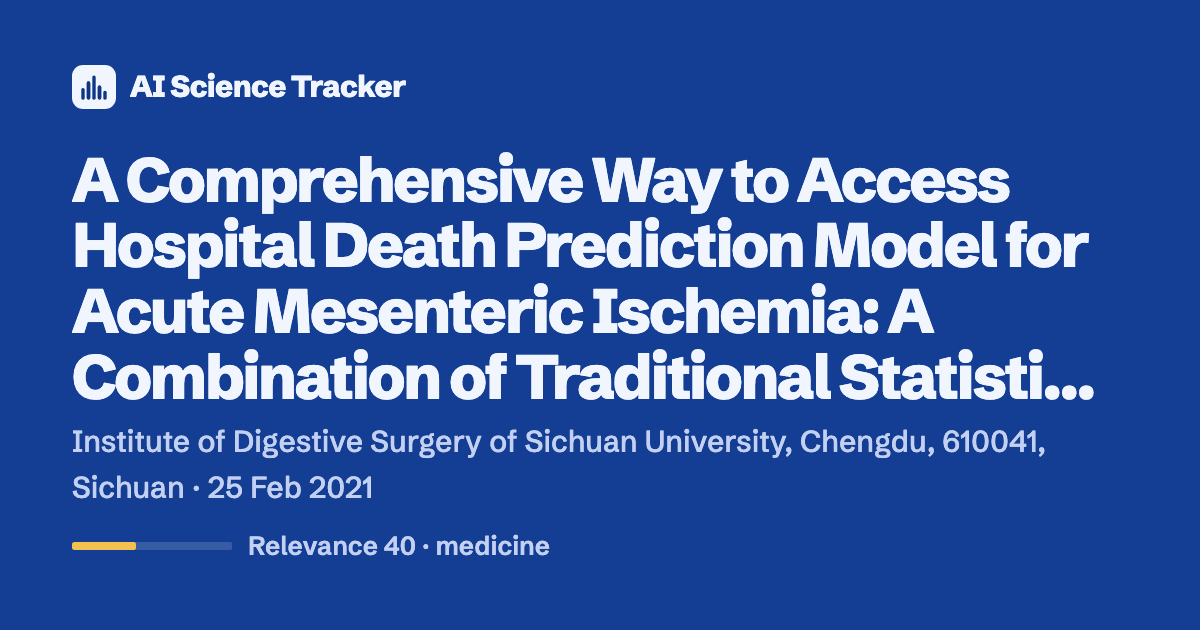 AI Science Tracker
A Comprehensive Way to Access
Hospital Death Prediction Model for
Acute Mesenteric Ischemia: A
Combination of Traditional Statisti...
Institute of Digestive Surgery of Sichuan University, Chengdu, 610041,
Sichuan · 25 Feb 2021
Relevance 40 · medicine